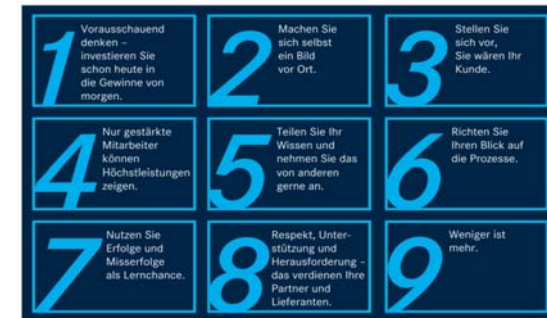 1
Vorausschauend
denken –
investieren Sie
schon heute in
die Gewinne von
morgen.
2
Machen Sie
sich selbst
ein Bild
vor Ort.
3
Stellen Sie
sich vor,
Sie wären Ihr
Kunde.
4
Nur gestärkte
Mitarbeiter
können
Höchstleistungen
zeigen.
5
Teilen Sie Ihr
Wissen und
nehmen Sie das
von anderen
gerne an.
6
Richten Sie
Ihren Blick auf
die Prozesse.
7
Nutzen Sie
Erfolge und
Misserfolge
als Lernchance.
8
Respekt, Unter-
stützung und
Herausforderung –
das verdienen Ihre
Partner und
Lieferanten.
9
Weniger ist
mehr.